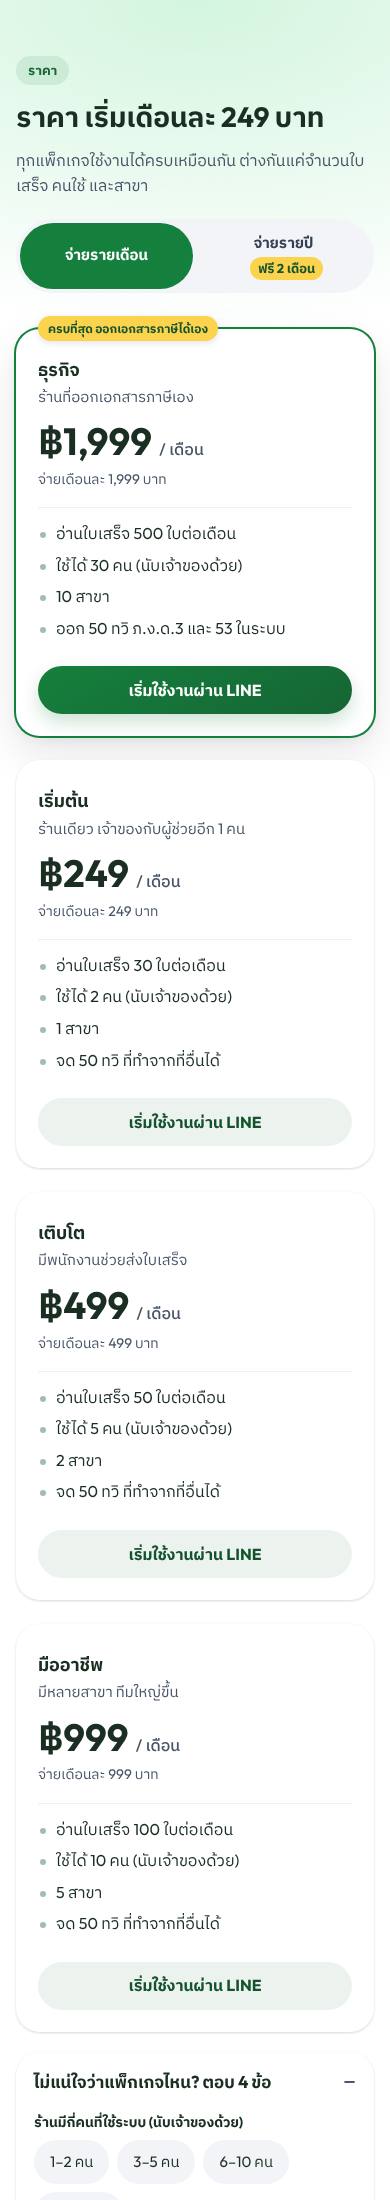 ราคา
ราคา เริ่มเดือนละ 249 บาท
ทุกแพ็กเกจใช้งานได้ครบเหมือนกัน ต่างกันแค่จำนวนใบ
เสร็จ คนใช้ และสาขา
จ่ายรายเดือน
จ่ายรายปี
ฟรี 2 เดือน
ครบที่สุด ออกเอกสารภาษีได้เอง
ธุรกิจ
ร้านที่ออกเอกสารภาษีเอง
฿1,999 / เดือน
จ่ายเดือนละ 1,999 บาท
อ่านใบเสร็จ 500 ใบต่อเดือน
ใช้ได้ 30 คน (นับเจ้าของด้วย)
10 สาขา
ออก 50 ทวิ ภ.ง.ด.3 และ 53 ในระบบ
เริ่มใช้งานผ่าน LINE
เริ่มต้น
ร้านเดียว เจ้าของกับผู้ช่วยอีก 1 คน
฿249 / เดือน
จ่ายเดือนละ 249 บาท
อ่านใบเสร็จ 30 ใบต่อเดือน
ใช้ได้ 2 คน (นับเจ้าของด้วย)
1 สาขา
จด 50 ทวิ ที่ทำจากที่อื่นได้
เริ่มใช้งานผ่าน LINE
เติบโต
มีพนักงานช่วยส่งใบเสร็จ
฿499 / เดือน
จ่ายเดือนละ 499 บาท
อ่านใบเสร็จ 50 ใบต่อเดือน
ใช้ได้ 5 คน (นับเจ้าของด้วย)
2 สาขา
จด 50 ทวิ ที่ทำจากที่อื่นได้
เริ่มใช้งานผ่าน LINE
มืออาชีพ
มีหลายสาขา ทีมใหญ่ขึ้น
฿999 / เดือน
จ่ายเดือนละ 999 บาท
อ่านใบเสร็จ 100 ใบต่อเดือน
ใช้ได้ 10 คน (นับเจ้าของด้วย)
5 สาขา
จด 50 ทวิ ที่ทำจากที่อื่นได้
เริ่มใช้งานผ่าน LINE
ไม่แน่ใจว่าแพ็กเกจไหน? ตอบ 4 ข้อ
ร้านมีกี่คนที่ใช้ระบบ (นับเจ้าของด้วย)
1–2 คน
3–5 คน
6–10 คน